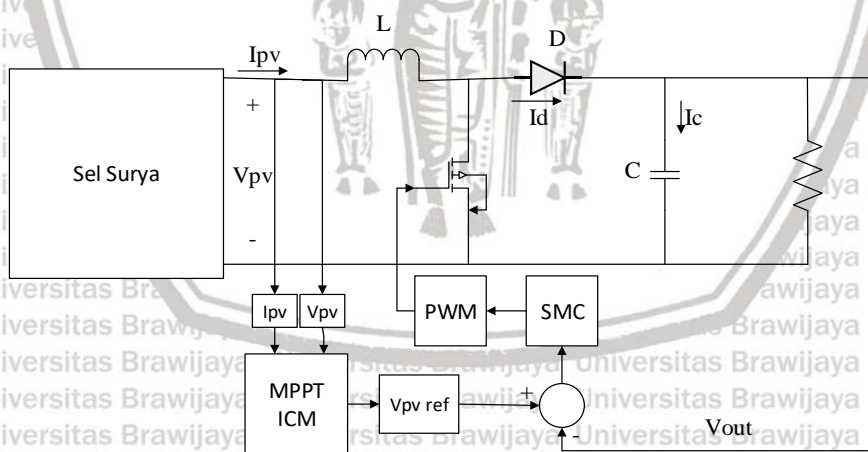 L
D
Ipv
+
Id
Ic
Sel Surya
Vpv
C
-
Ipv
Vpv
PWM
SMC
MPPT
ICM
Vpv ref
+
-
Vout
Universitas Brawijaya